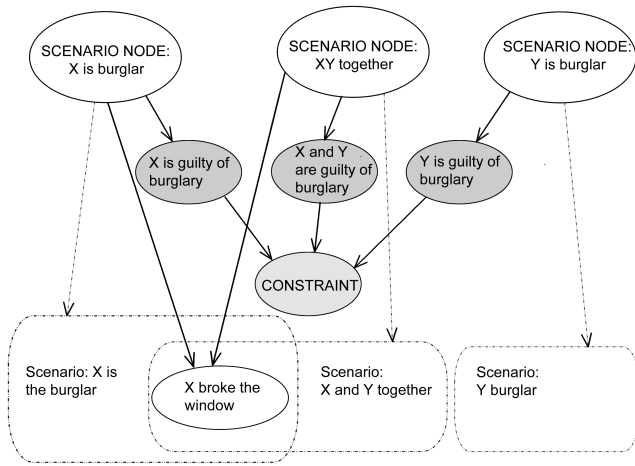 SCENARIO NODE:
X is burglar
SCENARIO NODE:
XY together
SCENARIO NODE:
Y is burglar
X is guilty of
burglary
X and Y
are guilty of
burglary
Y is guilty of
burglary
CONSTRAINT
Scenario: X is
the burglar
X broke the
window
Scenario:
X and Y together
Scenario:
Y burglar